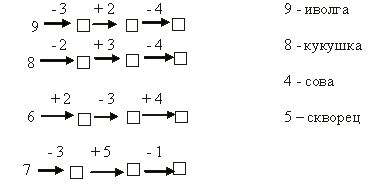 - 3 + 2 - 4
9 □ □ □
9 - иволга
- 2 + 3 - 4
8 □ □ □
8 - кукушка
4 - сова
+ 2 - 3 + 4
6 □ □ □
5 – скворец
- 3 + 5 - 1
7 □ □ □